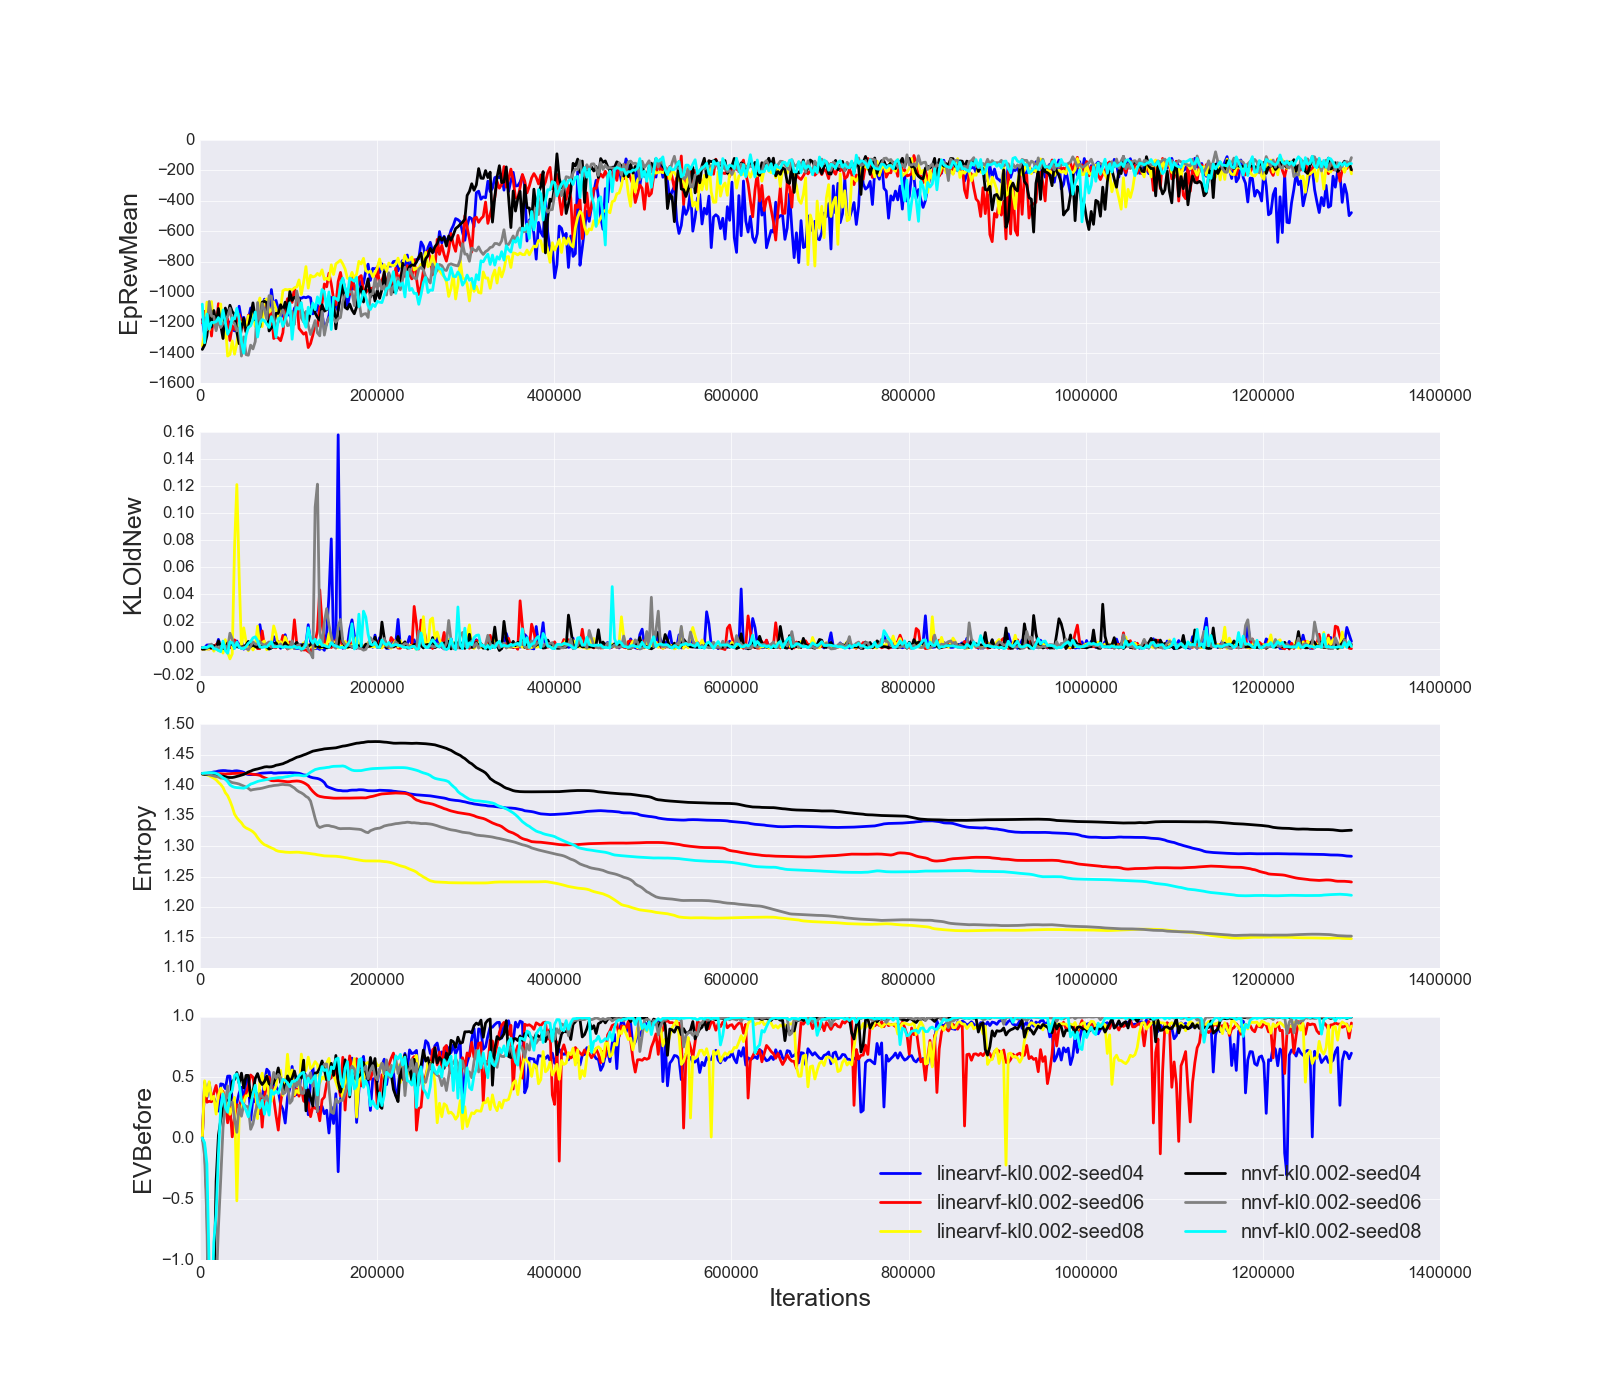 EpRewMean
0
−200
−400
−600
−800
−1000
−1200
−1400
−1600
0 200000 400000 600000 800000 1000000 1200000 1400000
KLOldNew
0.16
0.14
0.12
0.10
0.08
0.06
0.04
0.02
0.00
−0.02
0 200000 400000 600000 800000 1000000 1200000 1400000
Entropy
1.50
1.45
1.40
1.35
1.30
1.25
1.20
1.15
1.10
0 200000 400000 600000 800000 1000000 1200000 1400000
EVBefore
1.0
0.5
0.0
−0.5
−1.0
linearvf-kl0.002-seed04 nnvf-kl0.002-seed04
linearvf-kl0.002-seed06 nnvf-kl0.002-seed06
linearvf-kl0.002-seed08 nnvf-kl0.002-seed08
0 200000 400000 600000 800000 1000000 1200000 1400000
Iterations